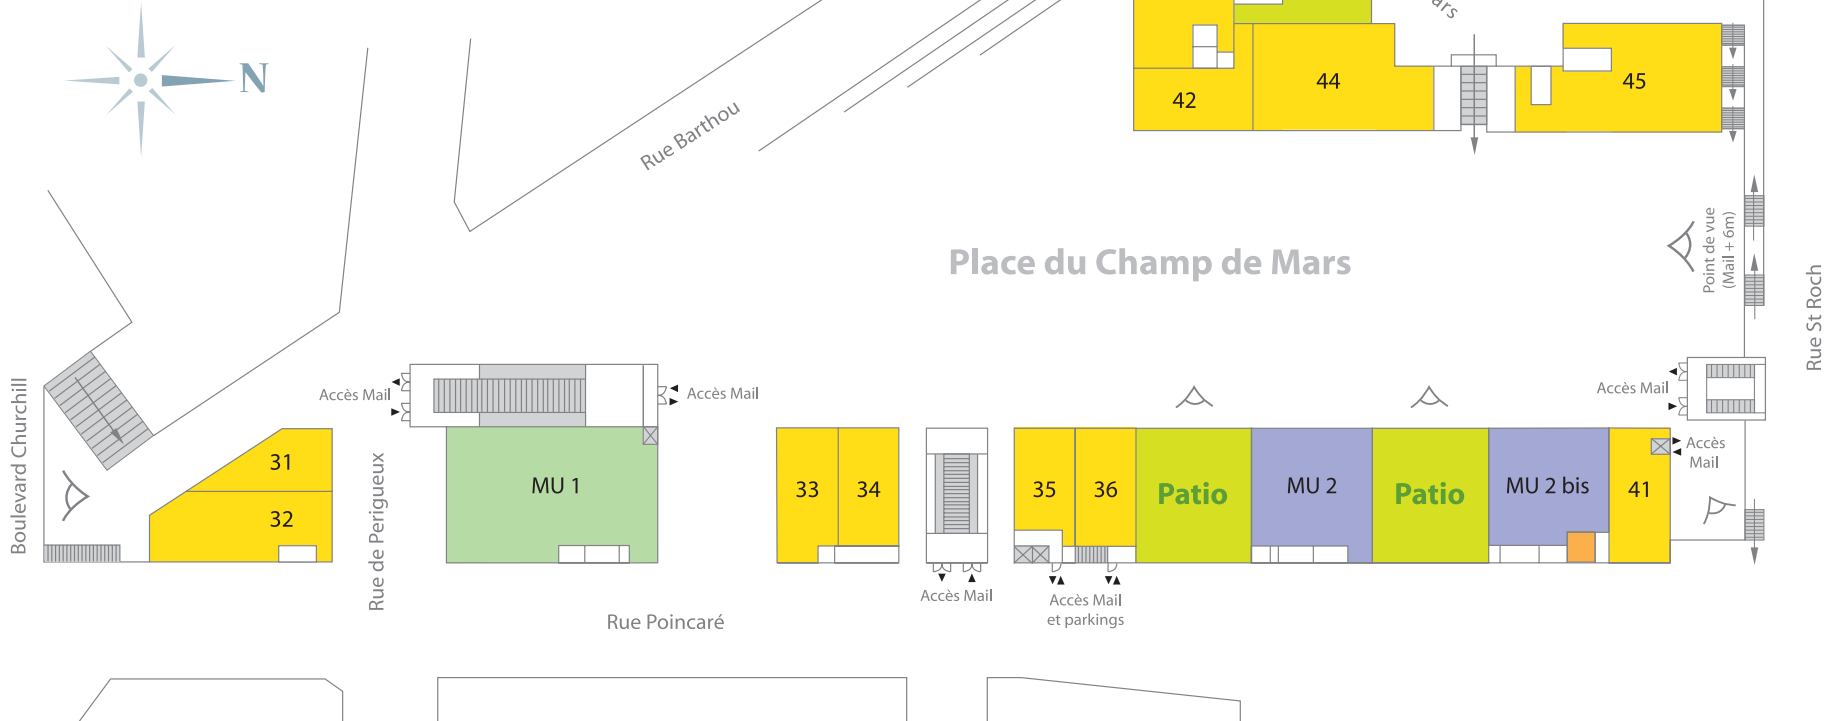 N
ars
42
44
45
Rue Barthou
Place du Champ de Mars
Point de vue
(Mail + 6m)
Rue St Roch
Boulevard Churchill
Accès Mail
Accès Mail
Accès Mail
31
32
Rue de Perigueux
MU 1
33
34
35
36
Patio
MU 2
Patio
MU 2 bis
41
Accès
Mail
Accès Mail
Accès Mail
et parkings
Rue Poincaré